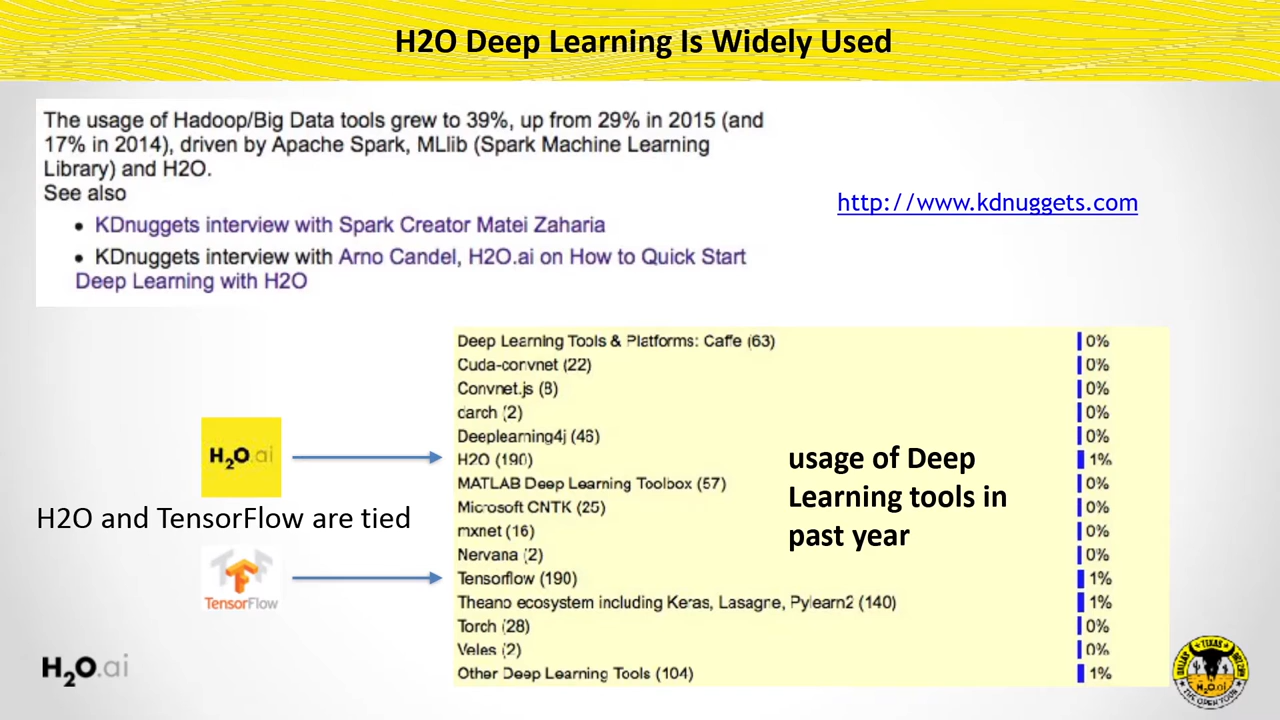 H2O Deep Learning Is Widely Used
The usage of Hadoop/Big Data tools grew to 39%, up from 29% in 2015 (and
17% in 2014), driven by Apache Spark, MLlib (Spark Machine Learning
Library) and H2O.
See also
• KDnuggets interview with Spark Creator Matei Zaharia
• KDnuggets interview with Arno Candel, H2O.ai on How to Quick Start
Deep Learning with H2O
http://www.kdnuggets.com
Deep Learning Tools & Platforms: Caffe (63) 0%
Cuda-convnet (22) 0%
Convnet.js (8) 0%
darch (2) 0%
Deeplearning4j (46) 0%
H2O (190) 1%
MATLAB Deep Learning Toolbox (57) 0%
Microsoft CNTK (25) 0%
mxnet (16) 0%
Nervana (2) 0%
Tensorflow (190) 1%
Theano ecosystem including Keras, Lasagne, Pylearn2 (140) 1%
Torch (28) 0%
Veles (2) 0%
Other Deep Learning Tools (104) 1%
usage of Deep
Learning tools in
past year
H2O.ai
H2O and TensorFlow are tied
TensorFlow
H2O.ai
TEXAS
H2O.ai